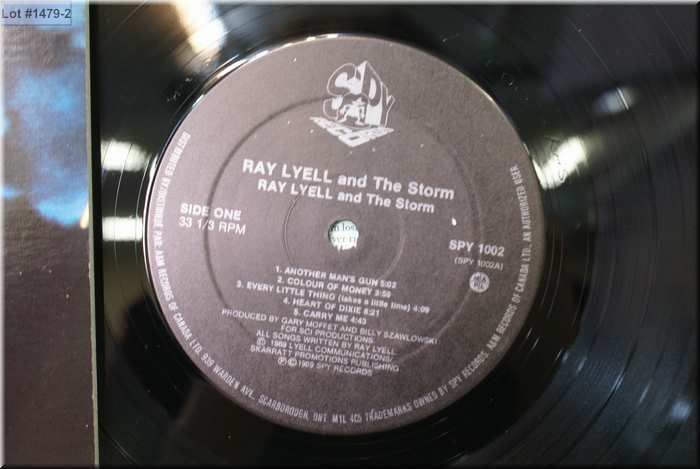 Lot #1479-2
SPY
RECO
RAY LYELL and The Storm
RAY LYELL and The Storm
SIDE ONE
33 1/3 RPM
SPY 1002
(SPY 1002A)
1. ANOTHER MAN'S GUN 5:02
2. COLOUR OF MONEY 3:59
3. EVERY LITTLE THING (takes a little time) 4:09
4. HEART OF DIXIE 5:21
5. CARRY ME 4:43
PRODUCED BY GARY MOFFET AND BILLY SZAWLOWSKI
FOR SCI PRODUCTIONS.
ALL SONGS WRITTEN BY RAY LYELL
© 1989 LYELL COMMUNICATIONS/
SKARRATT PROMOTIONS PUBLISHING
℗© 1989 SPY RECORDS
DISTRIBUTED BY/DISTRIBUÉ PAR A&M RECORDS OF CANADA LTD. 939 WARDEN AVE. SCARBOROUGH, ONT M1L 4C5 TRADEMARKS OWNED BY SPY RECORDS. A&M RECORDS OF CANADA LTD. AN AUTHORIZED USER.